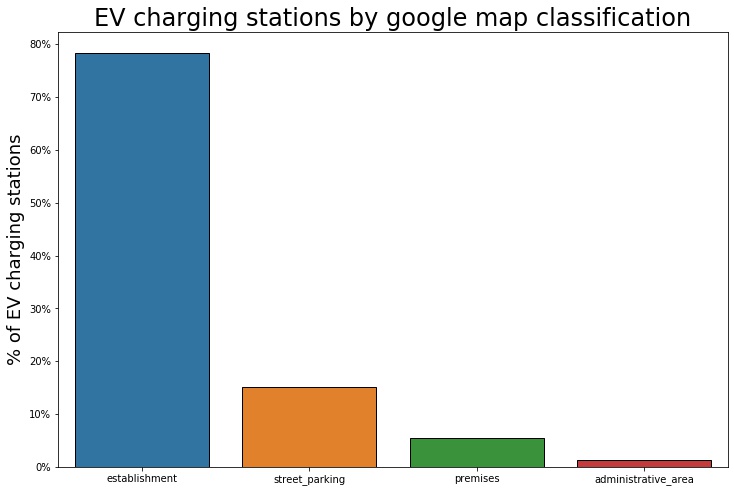 EV charging stations by google map classification
% of EV charging stations
80%
70%
60%
50%
40%
30%
20%
10%
0%
establishment
street_parking
premises
administrative_area